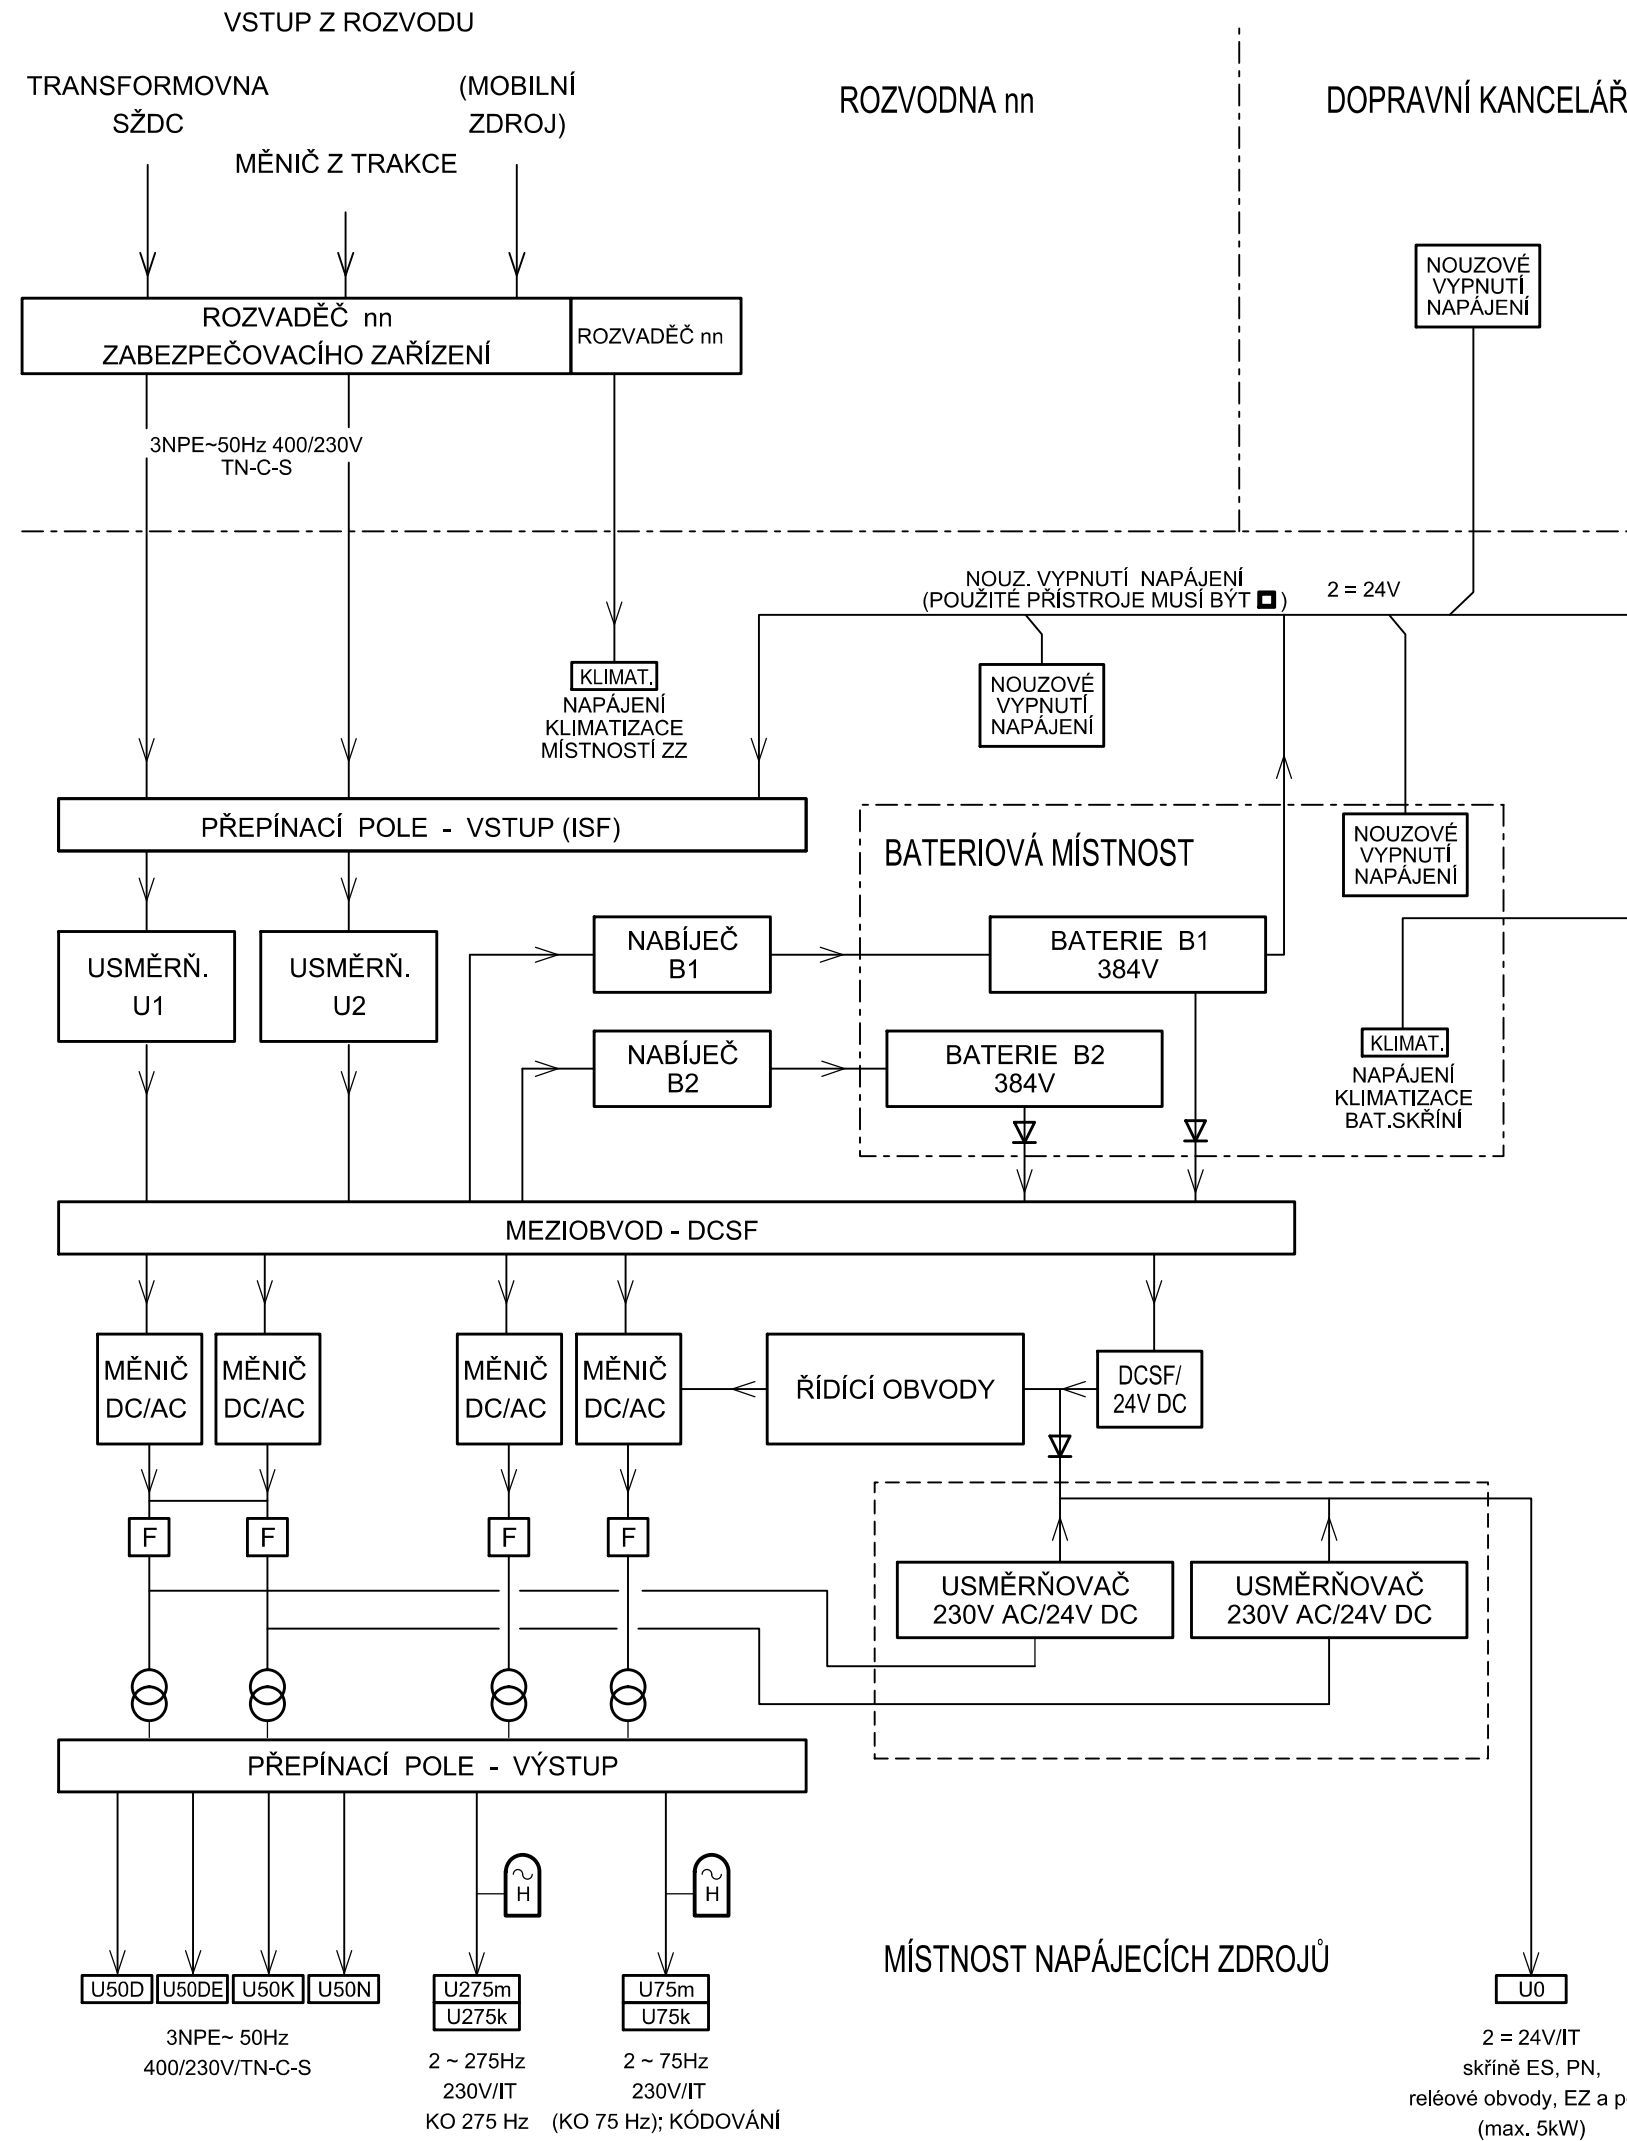 VSTUP Z ROZVODU
TRANSFORMOVNA
SŽDC
(MOBILNÍ
ZDROJ)
MĚNIČ Z TRAKCE
ROZVODNA nn
DOPRAVNÍ KANCELÁŘ
NOUZOVÉ
VYPNUTÍ
NAPÁJENÍ
ROZVADĚČ nn
ZABEZPEČOVACÍHO ZAŘÍZENÍ
ROZVADĚČ nn
3NPE~50Hz 400/230V
TN-C-S
NOUZ. VYPNUTÍ NAPÁJENÍ
(POUŽITÉ PŘÍSTROJE MUSÍ BÝT )
2 = 24V
KLIMAT.
NAPÁJENÍ
KLIMATIZACE
MÍSTNOSTÍ ZZ
NOUZOVÉ
VYPNUTÍ
NAPÁJENÍ
PŘEPÍNACÍ POLE - VSTUP (ISF)
BATERIOVÁ MÍSTNOST
NOUZOVÉ
VYPNUTÍ
NAPÁJENÍ
USMĚRŇ.
U1
USMĚRŇ.
U2
NABÍJEČ
B1
BATERIE B1
384V
NABÍJEČ
B2
BATERIE B2
384V
KLIMAT.
NAPÁJENÍ
KLIMATIZACE
BAT.SKŘÍNÍ
MEZIOBVOD - DCSF
MĚNIČ
DC/AC
MĚNIČ
DC/AC
MĚNIČ
DC/AC
MĚNIČ
DC/AC
ŘÍDÍCÍ OBVODY
DCSF/
24V DC
F
F
F
F
USMĚRŇOVAČ
230V AC/24V DC
USMĚRŇOVAČ
230V AC/24V DC
PŘEPÍNACÍ POLE - VÝSTUP
H
H
MÍSTNOST NAPÁJECÍCH ZDROJŮ
U50D
U50DE
U50K
U50N
U275m
U275k
U75m
U75k
U0
3NPE~ 50Hz
400/230V/TN-C-S
2 ~ 275Hz
230V/IT
KO 275 Hz
2 ~ 75Hz
230V/IT
(KO 75 Hz); KÓDOVÁNÍ
2 = 24V/IT
skříně ES, PN,
reléové obvody, EZ a
(max. 5kW)